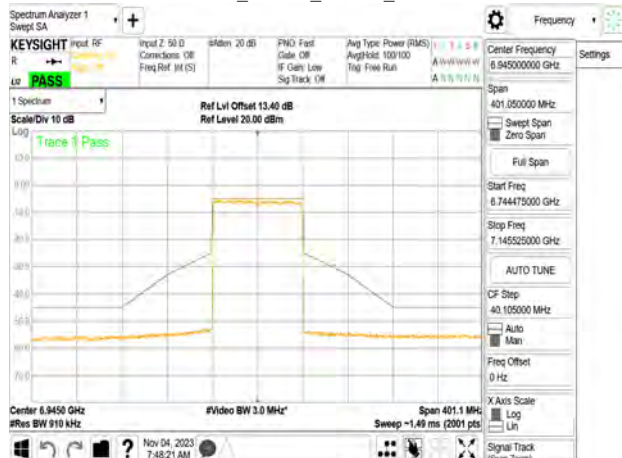 Spectrum Analyzer 1
Swept SA
+
Frequency
KEYSIGHT Input: RF
R
PASS
Input Z: 50 Ω
Corrections: Off
Freq Ref: Int (S)
#Atten: 20 dB
PNO: Fast
Gate: Off
IF Gain: Low
Sig Track: Off
Avg Type: Power (RMS)
Avg|Hold: 100/100
Trig: Free Run
A W W W W W
A N N N N N
Center Frequency
6.945000000 GHz
Settings
Span
401.050000 MHz
Swept Span
Zero Span
Full Span
Start Freq
6.744475000 GHz
Stop Freq
7.145525000 GHz
AUTO TUNE
CF Step
40.105000 MHz
Auto
Man
Freq Offset
0 Hz
X Axis Scale
Log
Lin
Signal Track
1 Spectrum
Scale/Div 10 dB
Ref Lvl Offset 13.40 dB
Ref Level 20.00 dBm
Log
Trace 1 Pass
Center 6.9450 GHz
#Res BW 910 kHz
#Video BW 3.0 MHz*
Span 401.1 MHz
Sweep ~1.49 ms (2001 pts)
?
Nov 04, 2023
7:48:21 AM